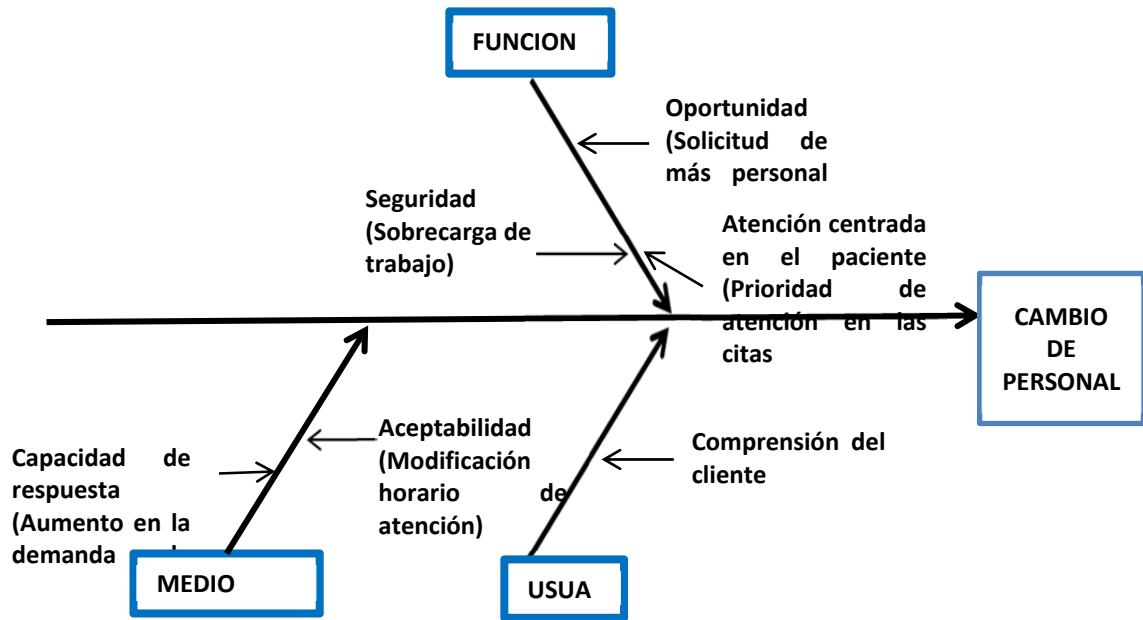 FUNCION
Oportunidad
(Solicitud de
más personal
Seguridad
(Sobrecarga de
trabajo)
Atención centrada
en el paciente
(Prioridad de
atención en las
citas
CAMBIO
DE
PERSONAL
Capacidad de
respuesta
(Aumento en la
demanda
Aceptabilidad
(Modificación
horario de
atención)
Comprensión del
cliente
MEDIO
USUA